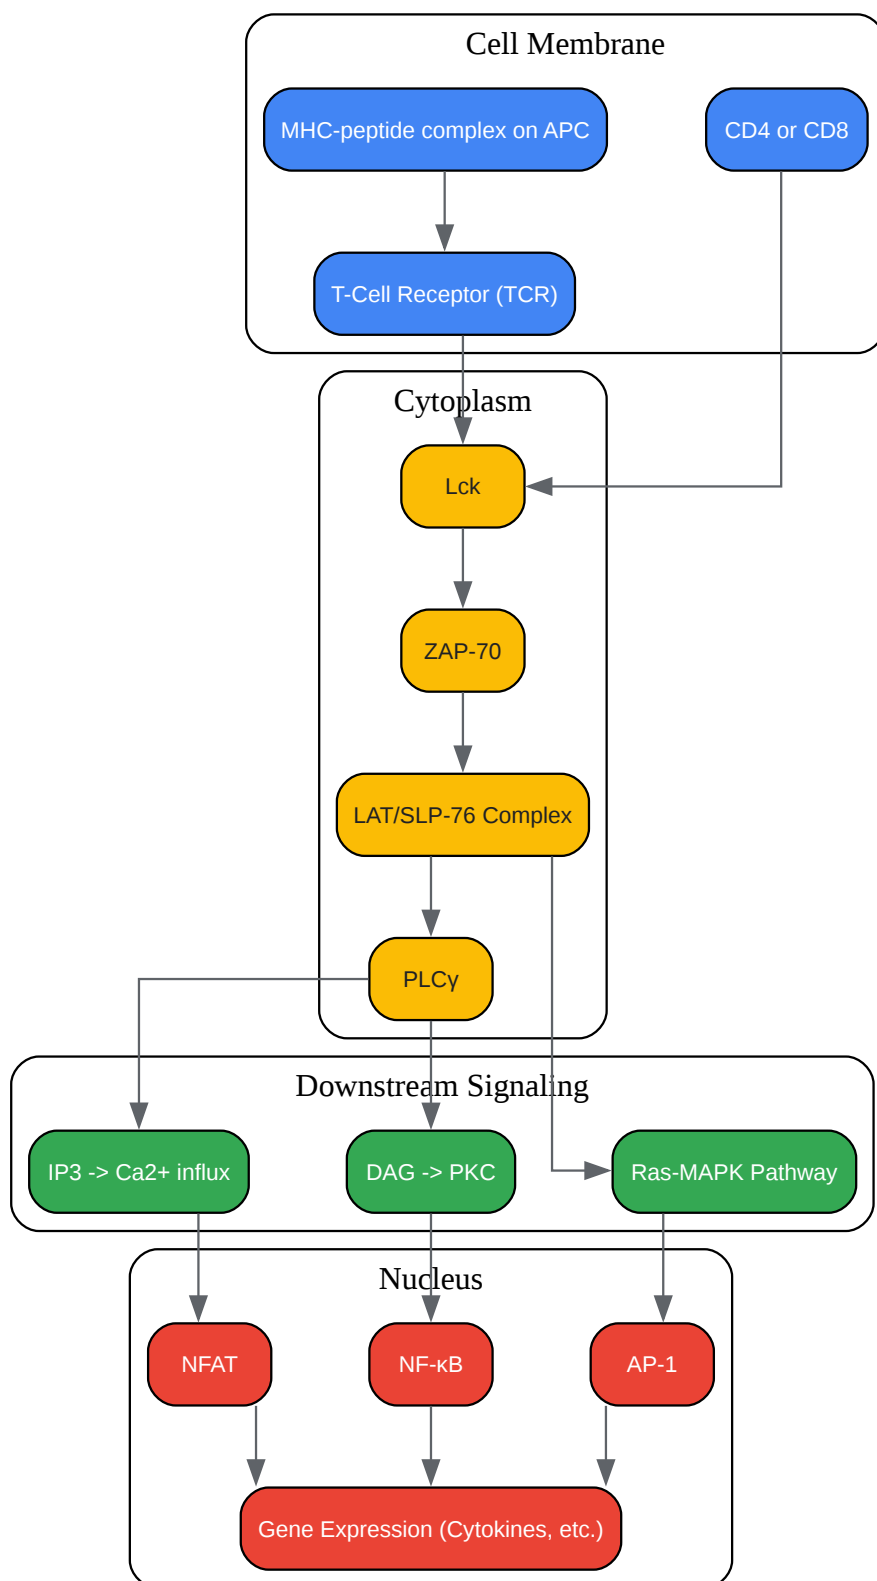 Cell Membrane
MHC-peptide complex on APC
CD4 or CD8
T-Cell Receptor (TCR)
Cytoplasm
Lck
ZAP-70
LAT/SLP-76 Complex
PLCγ
Downstream Signaling
IP3 -> Ca2+ influx
DAG -> PKC
Ras-MAPK Pathway
Nucleus
NFAT
NF-κB
AP-1
Gene Expression (Cytokines, etc.)